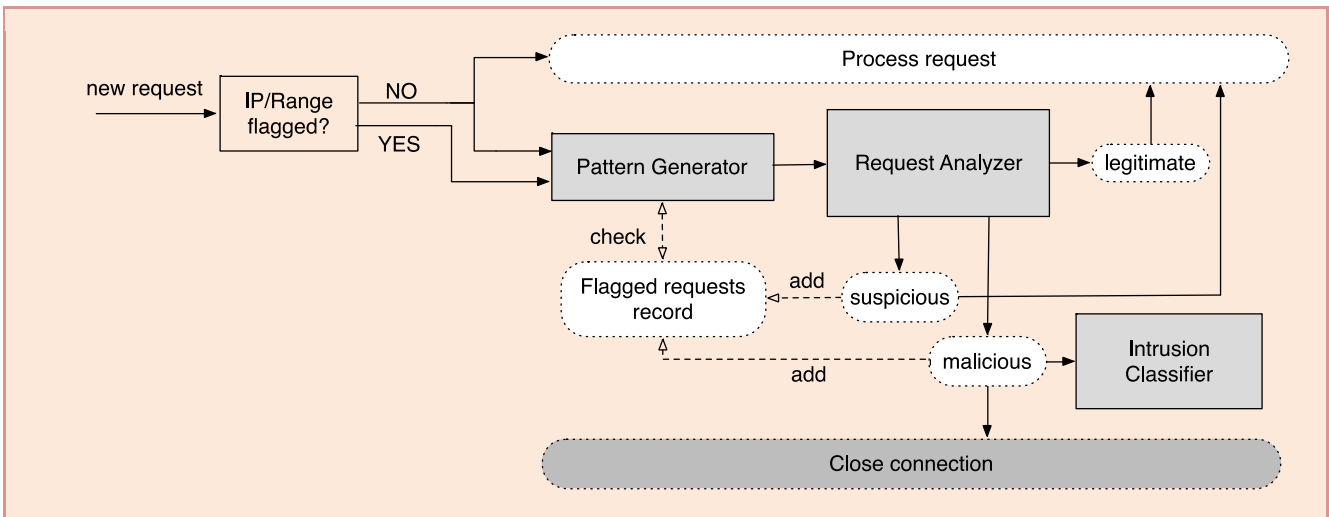 Process request
new request
IP/Range
flagged?
NO
YES
Pattern Generator
Request Analyzer
legitimate
check
Flagged requests
record
add
suspicious
add
malicious
Intrusion
Classifier
Close connection